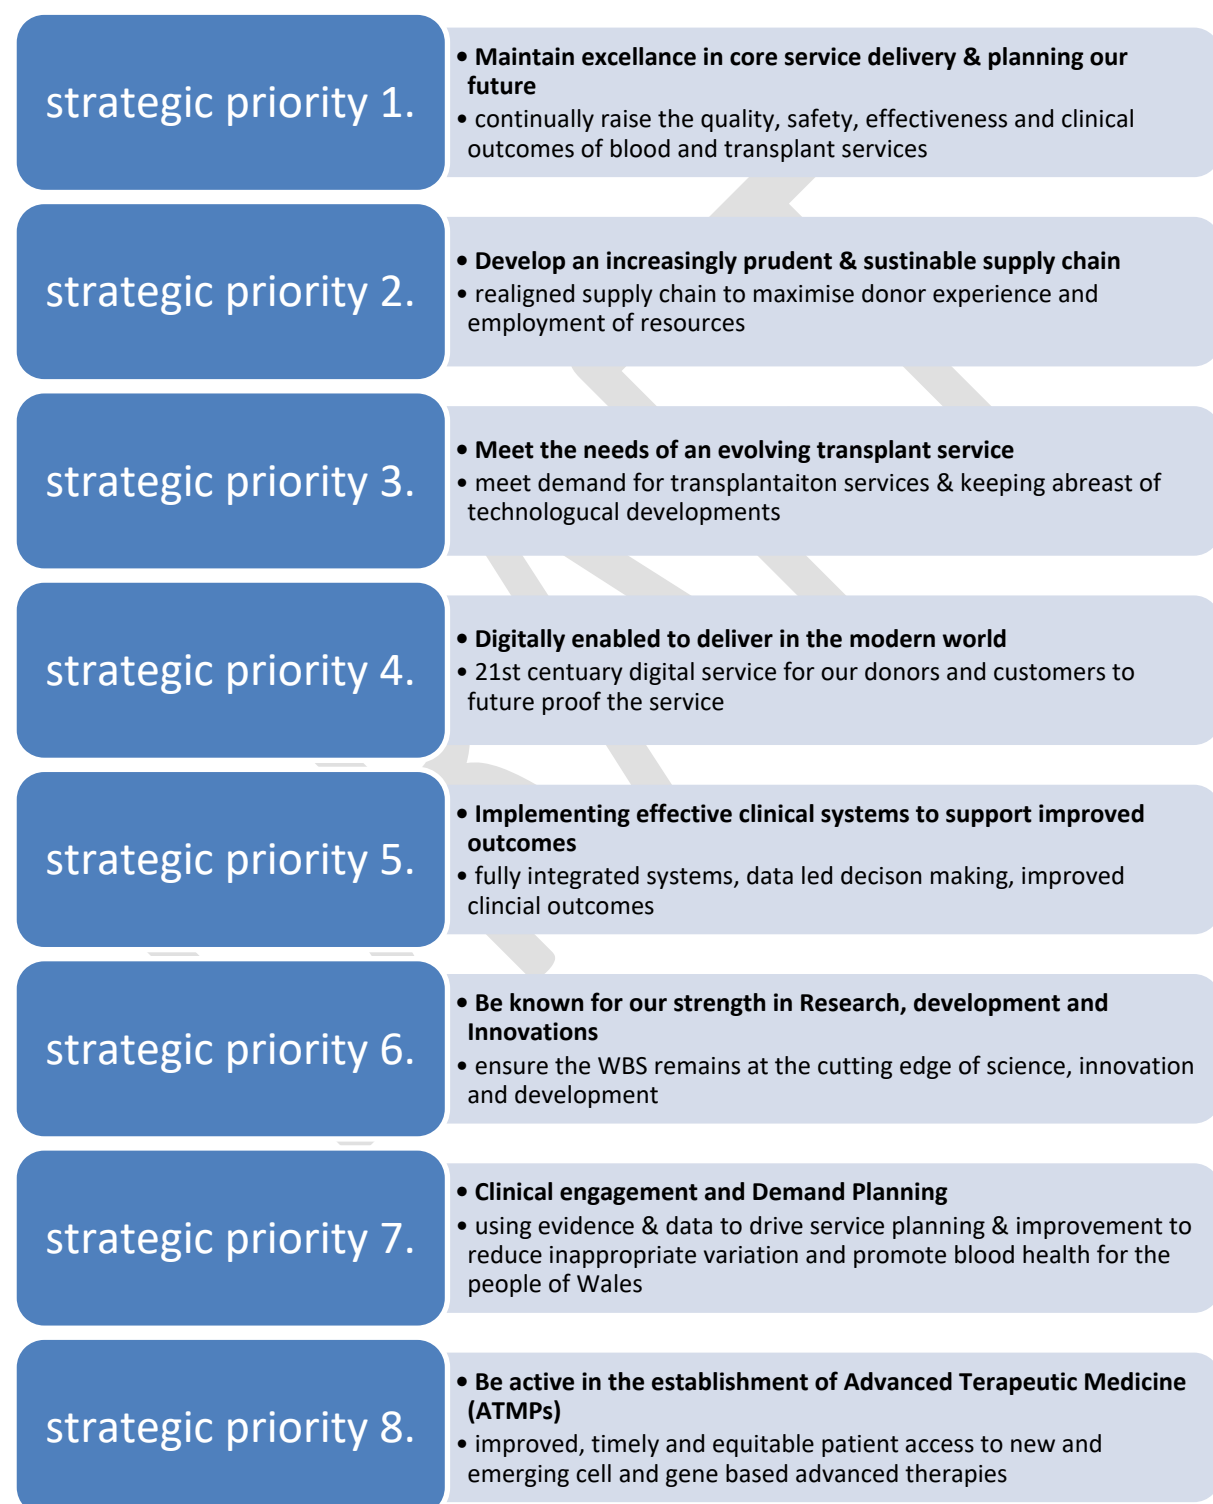 strategic priority 1.
• Maintain excellance in core service delivery & planning our
future
• continually raise the quality, safety, effectiveness and clinical
outcomes of blood and transplant services
strategic priority 2.
• Develop an increasingly prudent & sustinable supply chain
• realigned supply chain to maximise donor experience and
employment of resources
strategic priority 3.
• Meet the needs of an evolving transplant service
• meet demand for transplantaiton services & keeping abreast of
technologucal developments
strategic priority 4.
• Digitally enabled to deliver in the modern world
• 21st centuary digital service for our donors and customers to
future proof the service
strategic priority 5.
• Implementing effective clinical systems to support improved
outcomes
• fully integrated systems, data led decison making, improved
clincial outcomes
strategic priority 6.
• Be known for our strength in Research, development and
Innovations
• ensure the WBS remains at the cutting edge of science, innovation
and development
strategic priority 7.
• Clinical engagement and Demand Planning
• using evidence & data to drive service planning & improvement to
reduce inappropriate variation and promote blood health for the
people of Wales
strategic priority 8.
• Be active in the establishment of Advanced Terapeutic Medicine
(ATMPs)
• improved, timely and equitable patient access to new and
emerging cell and gene based advanced therapies